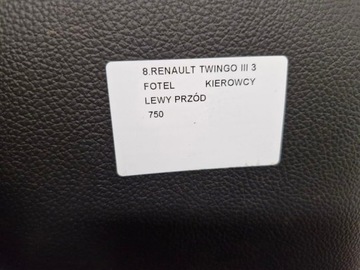 8.RENAULT TWINGO III 3
FOTEL KIEROWCY
LEWY PRZÓD
750